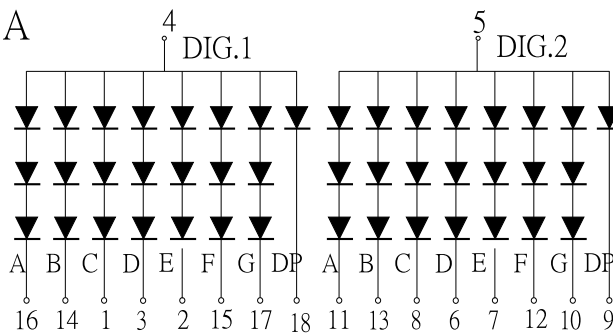 A
4 5
DIG.1 DIG.2
A B C D E F G DP A B C D E F G DP
16 14 1 3 2 15 17 18 11 13 8 6 7 12 10 9